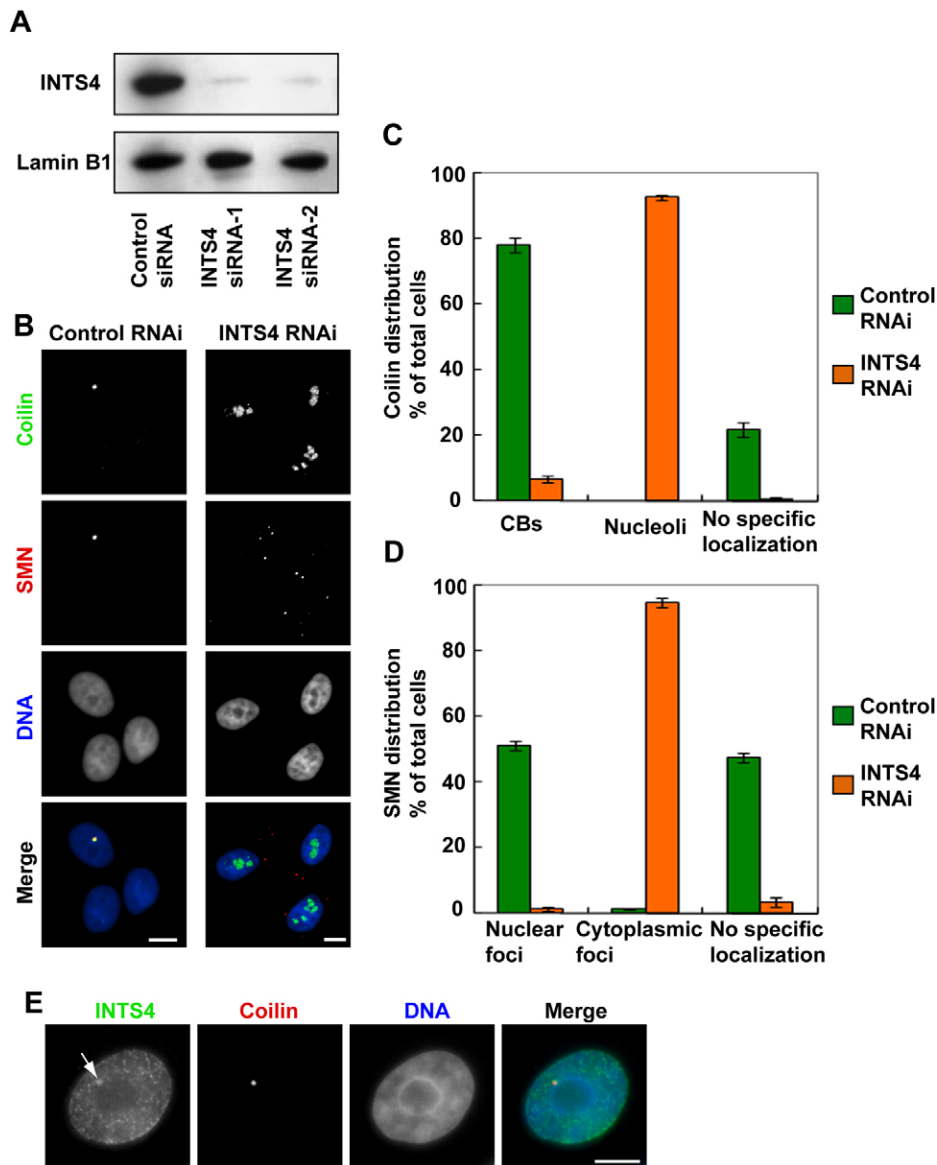 A
INTS4
Lamin B1
Control
siRNA
INTS4
siRNA-1
INTS4
siRNA-2
B
Control RNAi
INTS4 RNAi
Coilin
SMN
DNA
Merge
C
Coilin distribution
% of total cells
100
80
60
40
20
0
CBs
Nucleoli
No specific
localization
Control
RNAi
INTS4
RNAi
D
SMN distribution
% of total cells
100
80
60
40
20
0
Nuclear
foci
Cytoplasmic
foci
No specific
localization
Control
RNAi
INTS4
RNAi
E
INTS4
Coilin
DNA
Merge